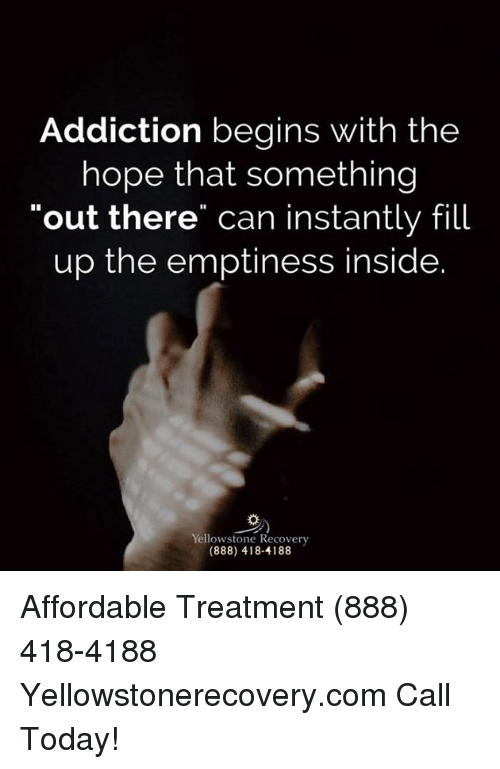 Addiction begins with the
hope that something
"out there" can instantly fill
up the emptiness inside.
Yellowstone Recovery
(888) 418-4188
Affordable Treatment (888)
418-4188
Yellowstonerecovery.com Call
Today!